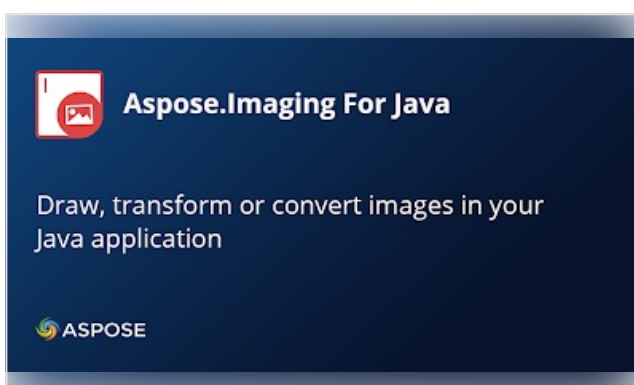 Aspose.Imaging For Java
Draw, transform or convert images in your
Java application
ASPOSE